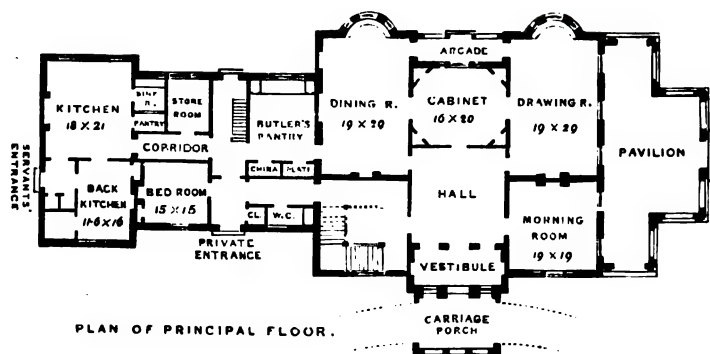 ARCADE
KITCHEN
18 X 21
STORE
ROOM
PANTRY
BUTLER'S
PANTRY
DINING R.
19 X 29
CABINET
16 X 20
DRAWING R.
19 X 29
PAVILION
CORRIDOR
SERVANTS'
ENTRANCE
BACK
KITCHEN
11·6 X 16
BED ROOM
15 X 15
CHINA
PLATE
CL.
W.C.
PRIVATE
ENTRANCE
HALL
MORNING
ROOM
19 X 19
VESTIBULE
CARRIAGE
PORCH
PLAN OF PRINCIPAL FLOOR.